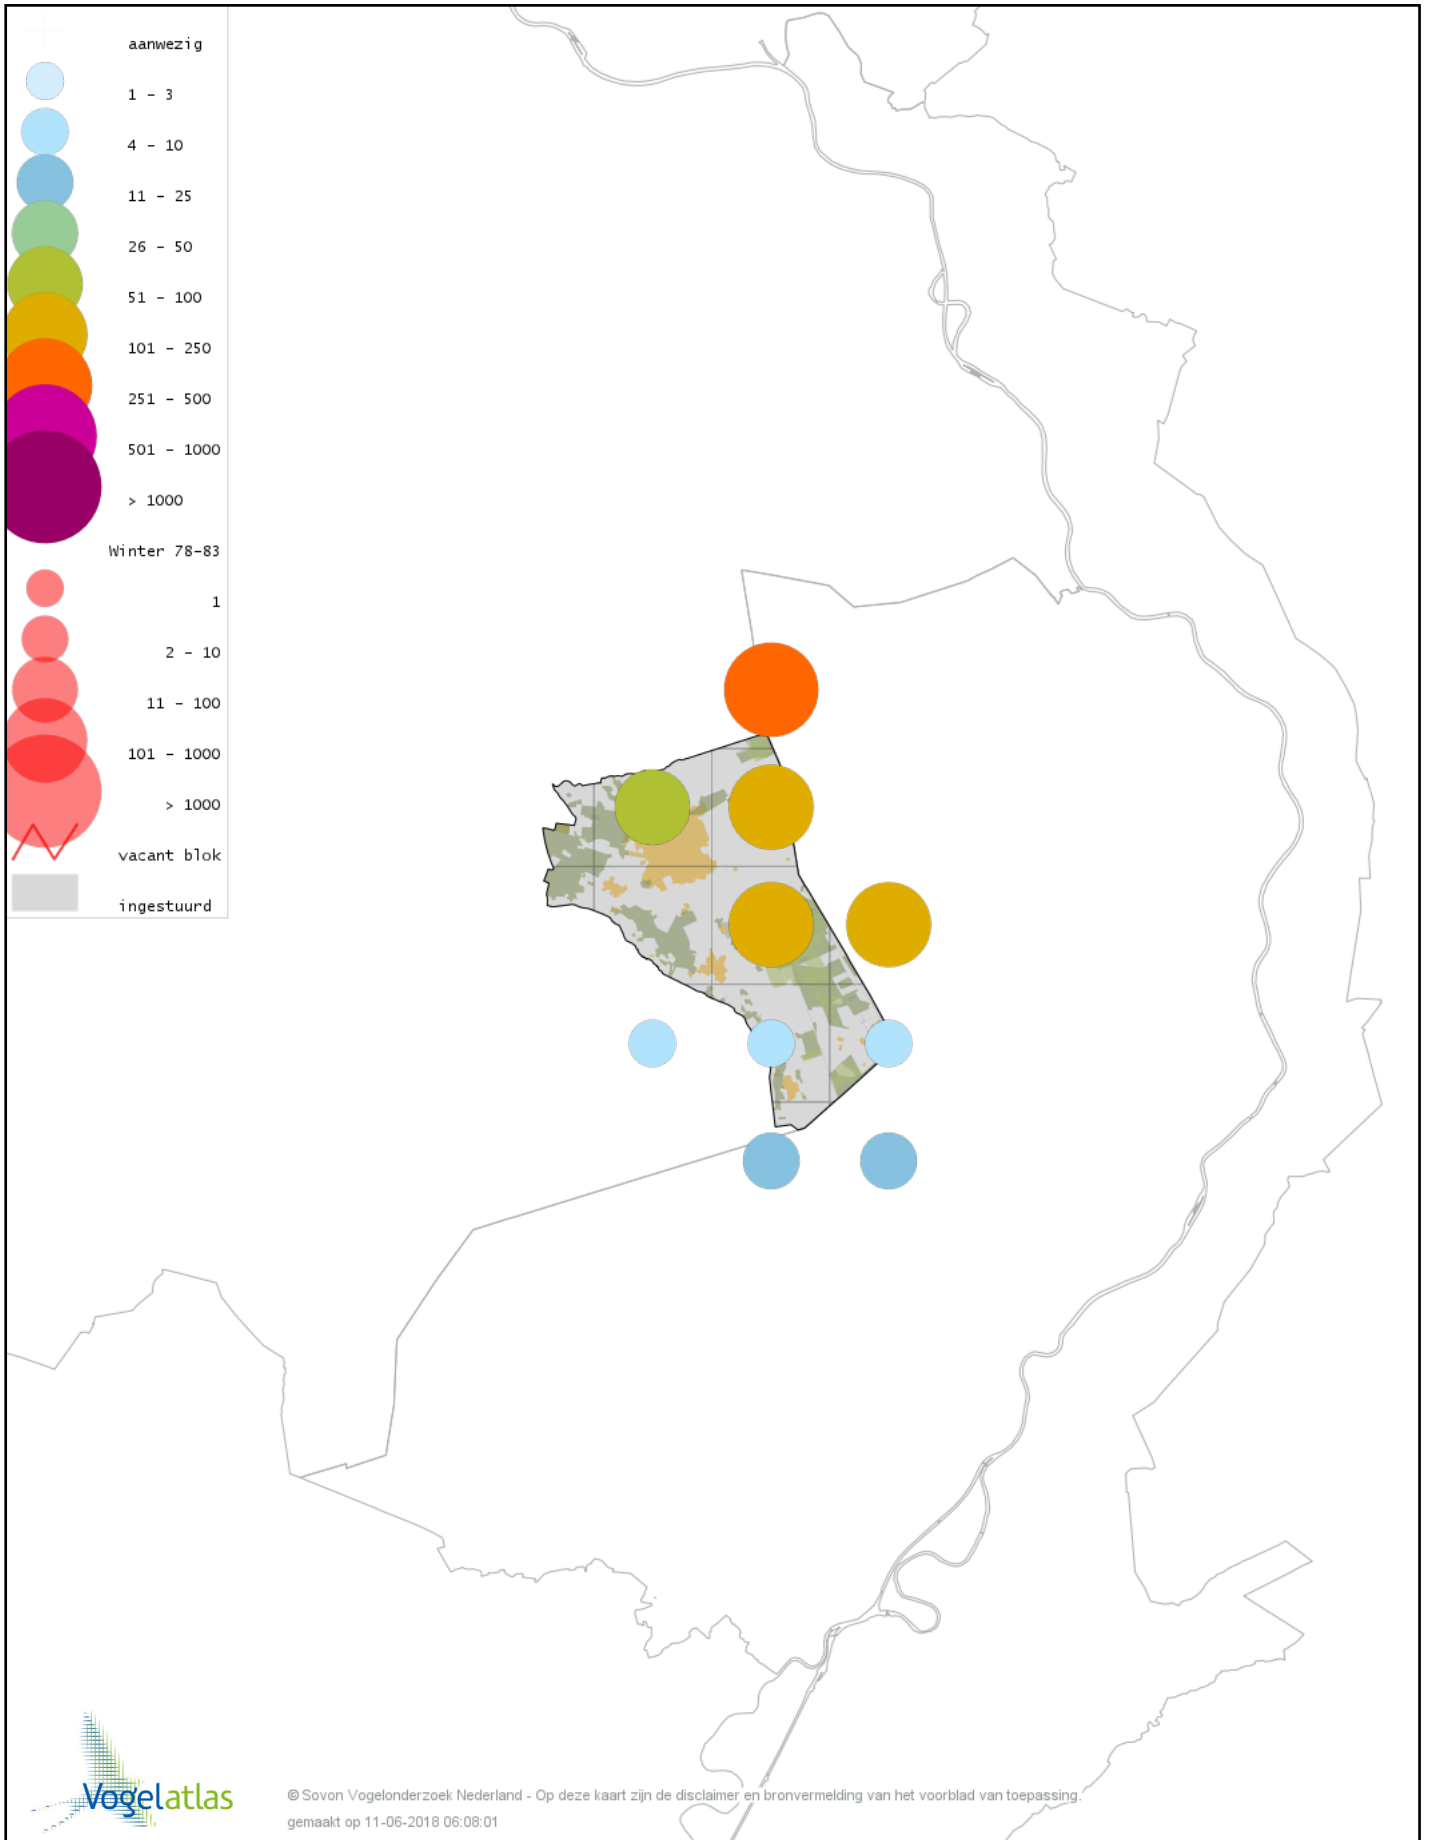 aanwezig
1 - 3
4 - 10
11 - 25
26 - 50
51 - 100
101 - 250
251 - 500
501 - 1000
> 1000
Winter 78-83
1
2 - 10
11 - 100
101 - 1000
> 1000
vacant blok
ingestuurd
Vogelatlas
© Sovon Vogelonderzoek Nederland - Op deze kaart zijn de disclaimer en bronvermelding van het voorblad van toepassing.
gemaakt op 11-06-2018 06:08:01